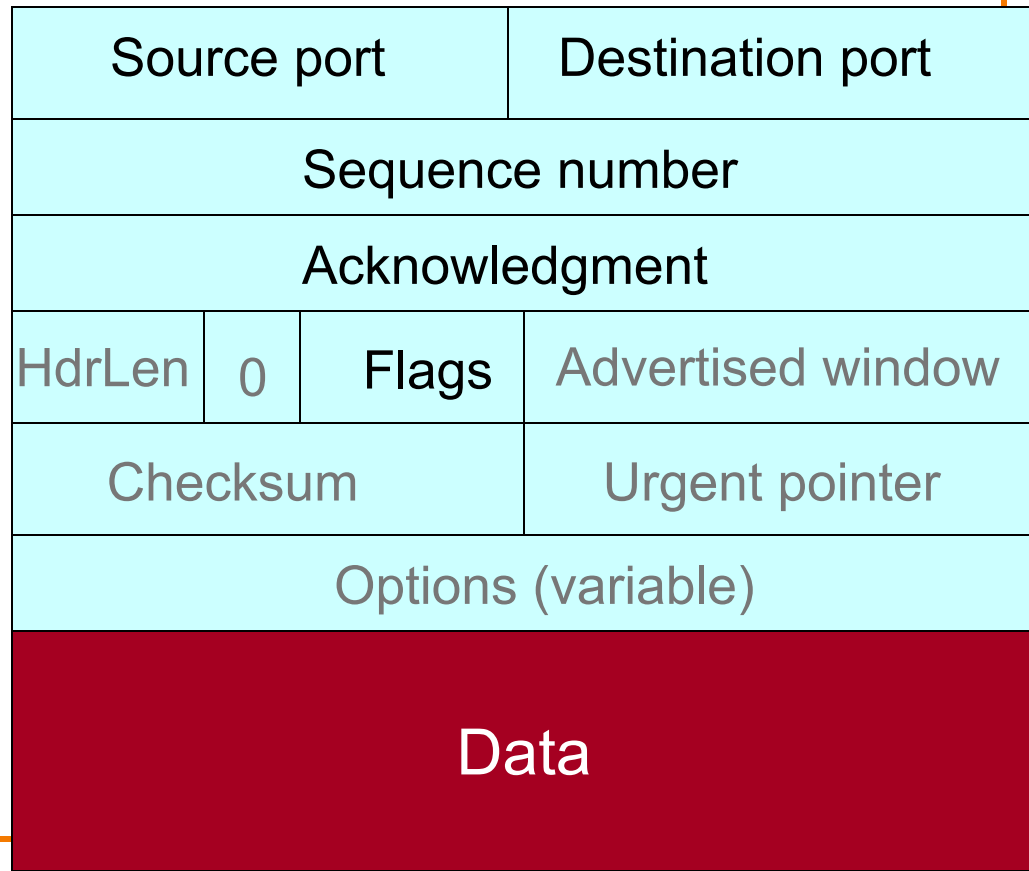 Source port Destination port
Sequence number
Acknowledgment
HdrLen 0 Flags Advertised window
Checksum Urgent pointer
Options (variable)
Data